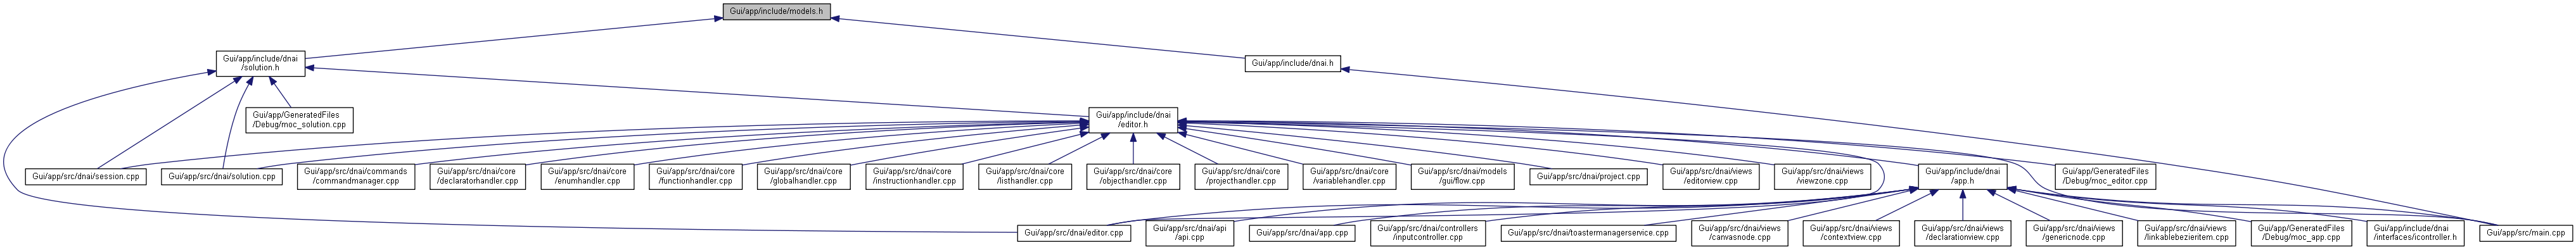 Gui/app/include/models.h
Gui/app/include/dnai
/solution.h
Gui/app/include/dnai.h
Gui/app/GeneratedFiles
/Debug/moc_solution.cpp
Gui/app/include/dnai
/editor.h
Gui/app/src/dnai/session.cpp
Gui/app/src/dnai/solution.cpp
Gui/app/src/dnai/commands
/commandmanager.cpp
Gui/app/src/dnai/core
/declaratorhandler.cpp
Gui/app/src/dnai/core
/enumhandler.cpp
Gui/app/src/dnai/core
/functionhandler.cpp
Gui/app/src/dnai/core
/globalhandler.cpp
Gui/app/src/dnai/core
/instructionhandler.cpp
Gui/app/src/dnai/core
/listhandler.cpp
Gui/app/src/dnai/core
/objecthandler.cpp
Gui/app/src/dnai/core
/projecthandler.cpp
Gui/app/src/dnai/core
/variablehandler.cpp
Gui/app/src/dnai/models
/gui/flow.cpp
Gui/app/src/dnai/project.cpp
Gui/app/src/dnai/views
/editorview.cpp
Gui/app/src/dnai/views
/viewzone.cpp
Gui/app/include/dnai
/app.h
Gui/app/GeneratedFiles
/Debug/moc_editor.cpp
Gui/app/src/dnai/editor.cpp
Gui/app/src/dnai/api
/api.cpp
Gui/app/src/dnai/app.cpp
Gui/app/src/dnai/controllers
/inputcontroller.cpp
Gui/app/src/dnai/toastermanagerservice.cpp
Gui/app/src/dnai/views
/canvasnode.cpp
Gui/app/src/dnai/views
/contextview.cpp
Gui/app/src/dnai/views
/declarationview.cpp
Gui/app/src/dnai/views
/genericnode.cpp
Gui/app/src/dnai/views
/linkablebezieritem.cpp
Gui/app/GeneratedFiles
/Debug/moc_app.cpp
Gui/app/include/dnai
/interfaces/icontroller.h
Gui/app/src/main.cpp